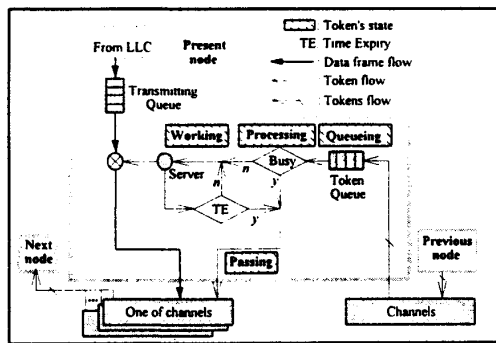 Token's state
From LLC
Present node
TE Time Expiry
Data frame flow
Transmitting Queue
Token flow
Tokens flow
Working
Processing
Queueing
Server
n
Busy
y
Token Queue
n
TE
y
Next node
Passing
Previous node
...
One of channels
Channels